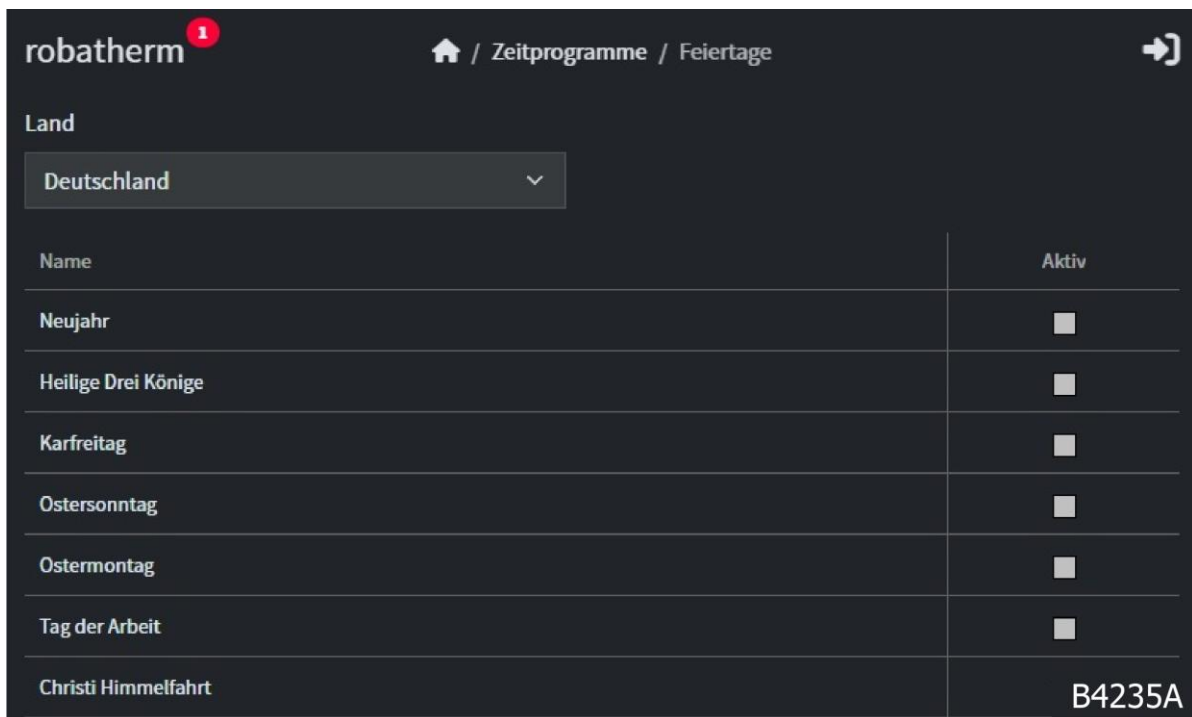 robatherm 1 / Zeitprogramme / Feiertage
Land
Deutschland
Name Aktiv
Neujahr
Heilige Drei Könige
Karfreitag
Ostersonntag
Ostermontag
Tag der Arbeit
Christi Himmelfahrt
B4235A